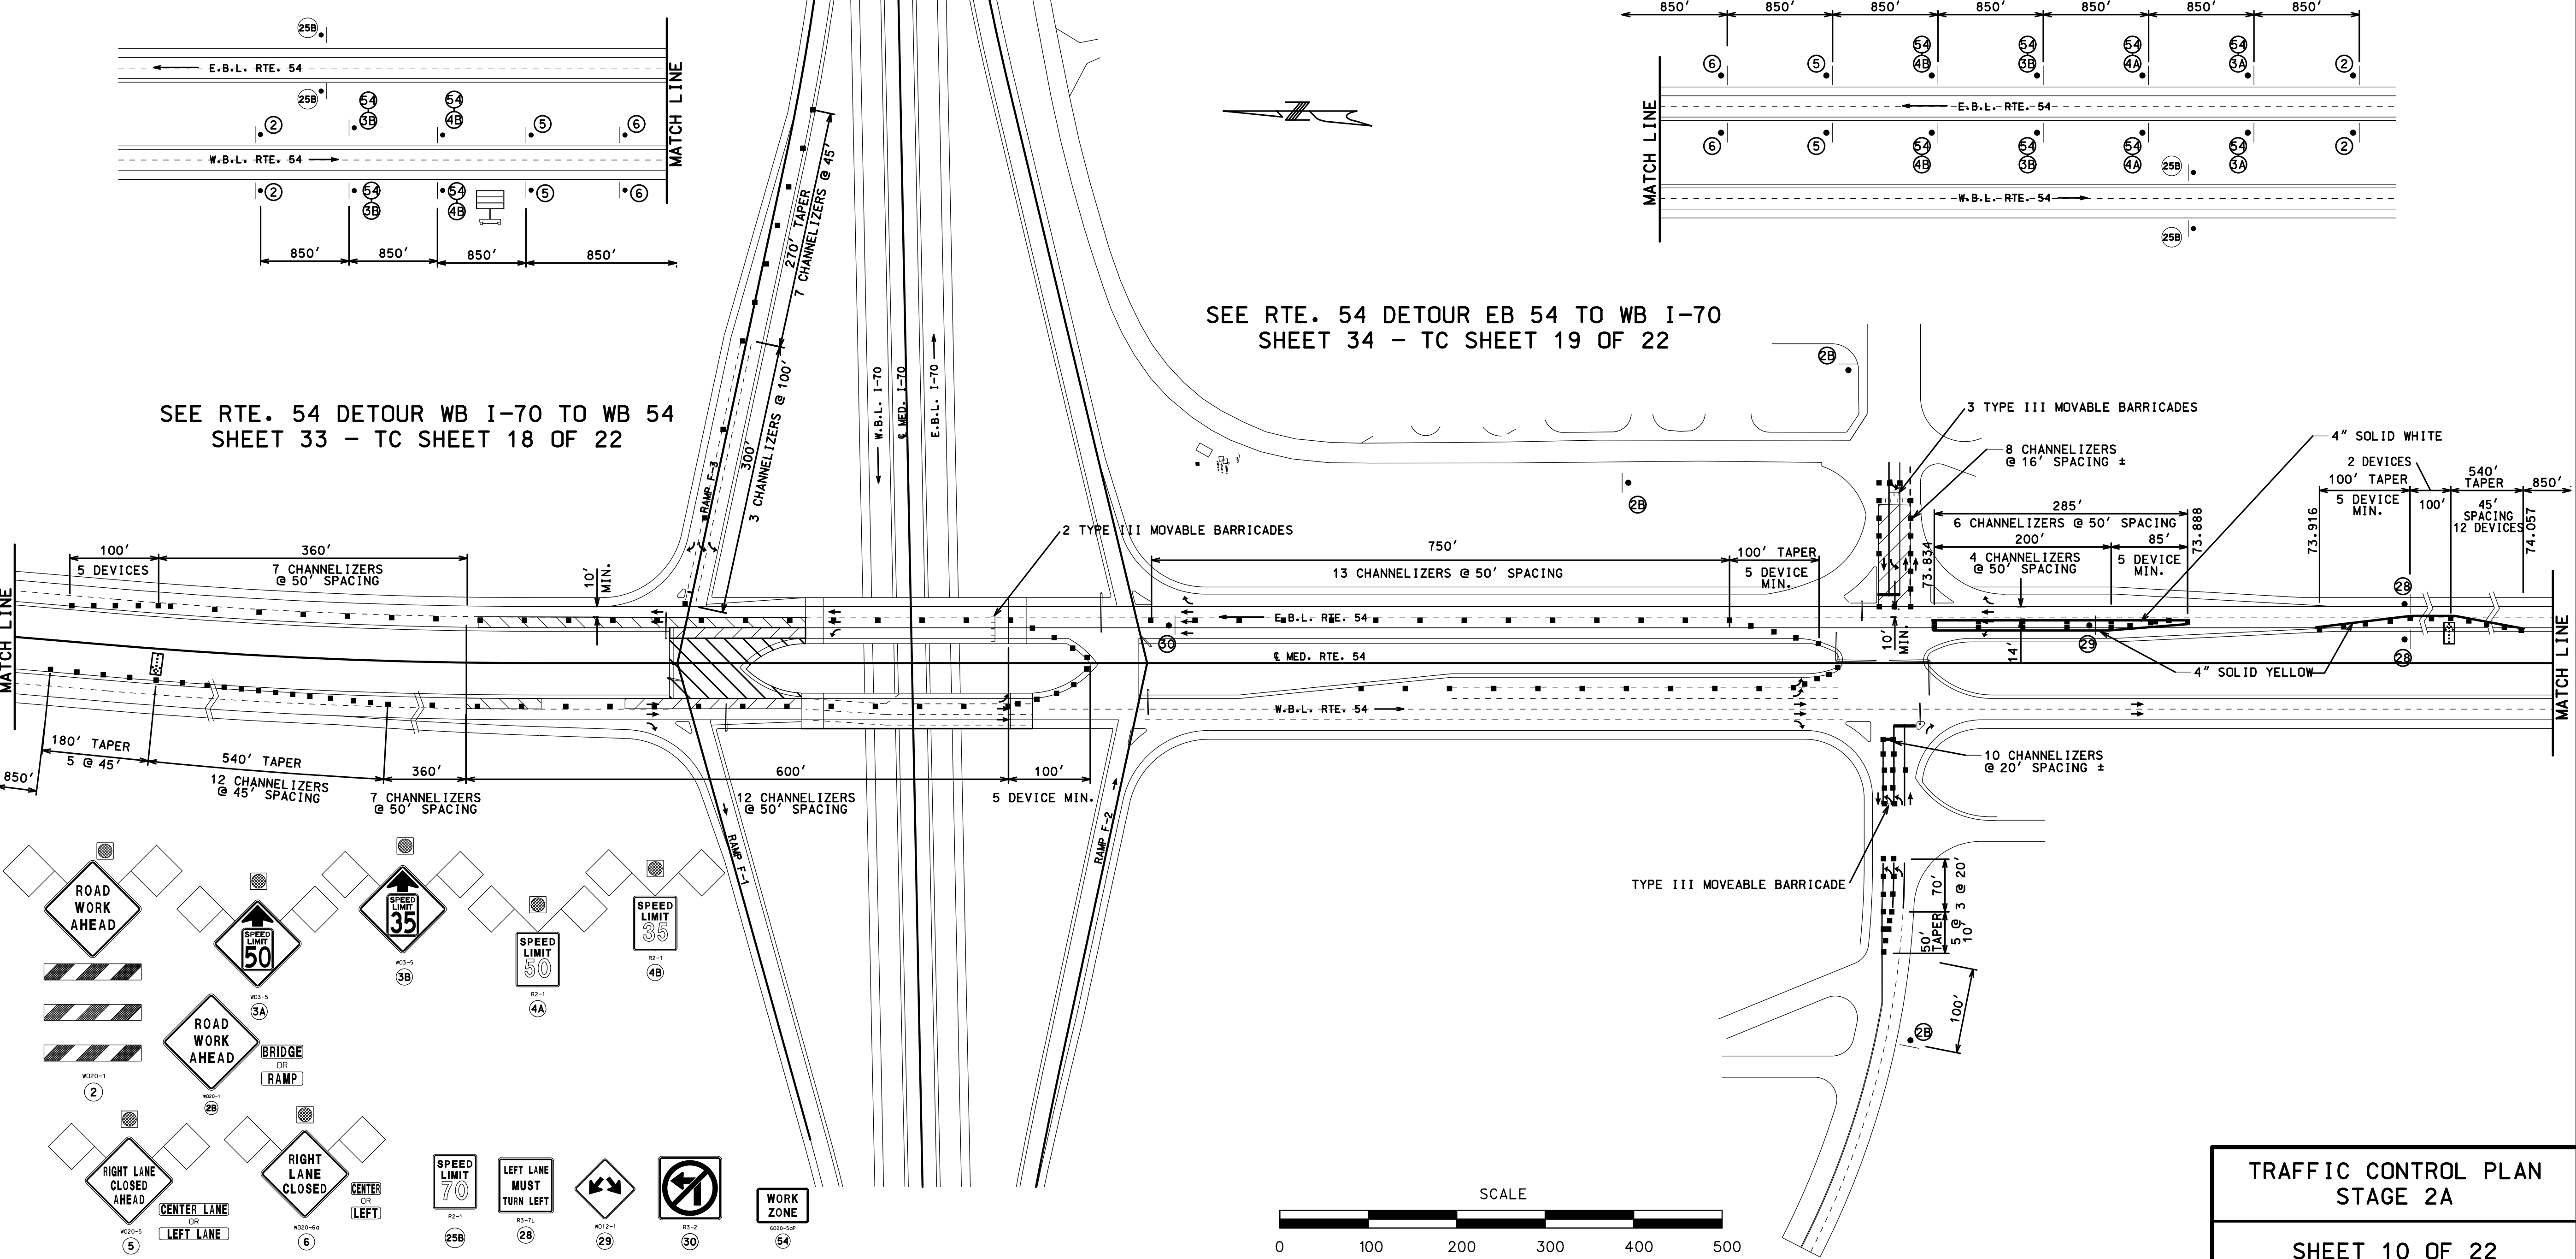 25B
E.B.L. RTE. 54
25B
54
3B
54
4B
2
5
6
W.B.L. RTE. 54
2
54
3B
54
4B
5
6
850'
850'
850'
850'
MATCH LINE
850'
850'
850'
850'
850'
850'
850'
6
5
54
4B
54
3B
54
4A
54
3A
2
E.B.L. RTE. 54
6
5
54
4B
54
3B
54
4A
54
3A
2
25B
W.B.L. RTE. 54
25B
MATCH LINE
270' TAPER
7 CHANNELIZERS @ 45'
300'
3 CHANNELIZERS @ 100'
RAMP F-3
W.B.L. I-70
℄ MED. I-70
E.B.L. I-70
SEE RTE. 54 DETOUR EB 54 TO WB I-70
SHEET 34 - TC SHEET 19 OF 22
SEE RTE. 54 DETOUR WB I-70 TO WB 54
SHEET 33 - TC SHEET 18 OF 22
2B
2B
3 TYPE III MOVABLE BARRICADES
8 CHANNELIZERS
@ 16' SPACING ±
4" SOLID WHITE
2 DEVICES
100' TAPER
5 DEVICE
MIN.
100'
540'
TAPER
45'
SPACING
12 DEVICES
850'
73.916
74.057
285'
6 CHANNELIZERS @ 50' SPACING
200'
4 CHANNELIZERS
@ 50' SPACING
85'
5 DEVICE
MIN.
73.888
73.834
2 TYPE III MOVABLE BARRICADES
750'
13 CHANNELIZERS @ 50' SPACING
100' TAPER
5 DEVICE
MIN.
100'
5 DEVICES
360'
7 CHANNELIZERS
@ 50' SPACING
10'
MIN.
MATCH LINE
E.B.L. RTE. 54
30
10'
MIN.
14'
29
28
28
4" SOLID YELLOW
MATCH LINE
℄ MED. RTE. 54
W.B.L. RTE. 54
850'
180' TAPER
5 @ 45'
540' TAPER
12 CHANNELIZERS
@ 45' SPACING
360'
7 CHANNELIZERS
@ 50' SPACING
600'
12 CHANNELIZERS
@ 50' SPACING
100'
5 DEVICE MIN.
RAMP F-1
RAMP F-2
10 CHANNELIZERS
@ 20' SPACING ±
TYPE III MOVEABLE BARRICADE
70'
3 @ 20'
50'
TAPER
5 @
10'
100'
2B
ROAD
WORK
AHEAD
WO20-1
2
SPEED
LIMIT
50
WO3-5
3A
SPEED
LIMIT
35
WO3-5
3B
SPEED
LIMIT
50
R2-1
4A
SPEED
LIMIT
35
R2-1
4B
ROAD
WORK
AHEAD
WO20-1
2B
BRIDGE
OR
RAMP
RIGHT LANE
CLOSED
AHEAD
WO20-5
5
CENTER LANE
OR
LEFT LANE
RIGHT
LANE
CLOSED
WO20-6a
6
CENTER
OR
LEFT
SPEED
LIMIT
70
R2-1
25B
LEFT LANE
MUST
TURN LEFT
R3-7L
28
WO12-1
29
R3-2
30
WORK
ZONE
GO20-5aP
54
SCALE
0 100 200 300 400 500
TRAFFIC CONTROL PLAN
STAGE 2A
SHEET 10 OF 22